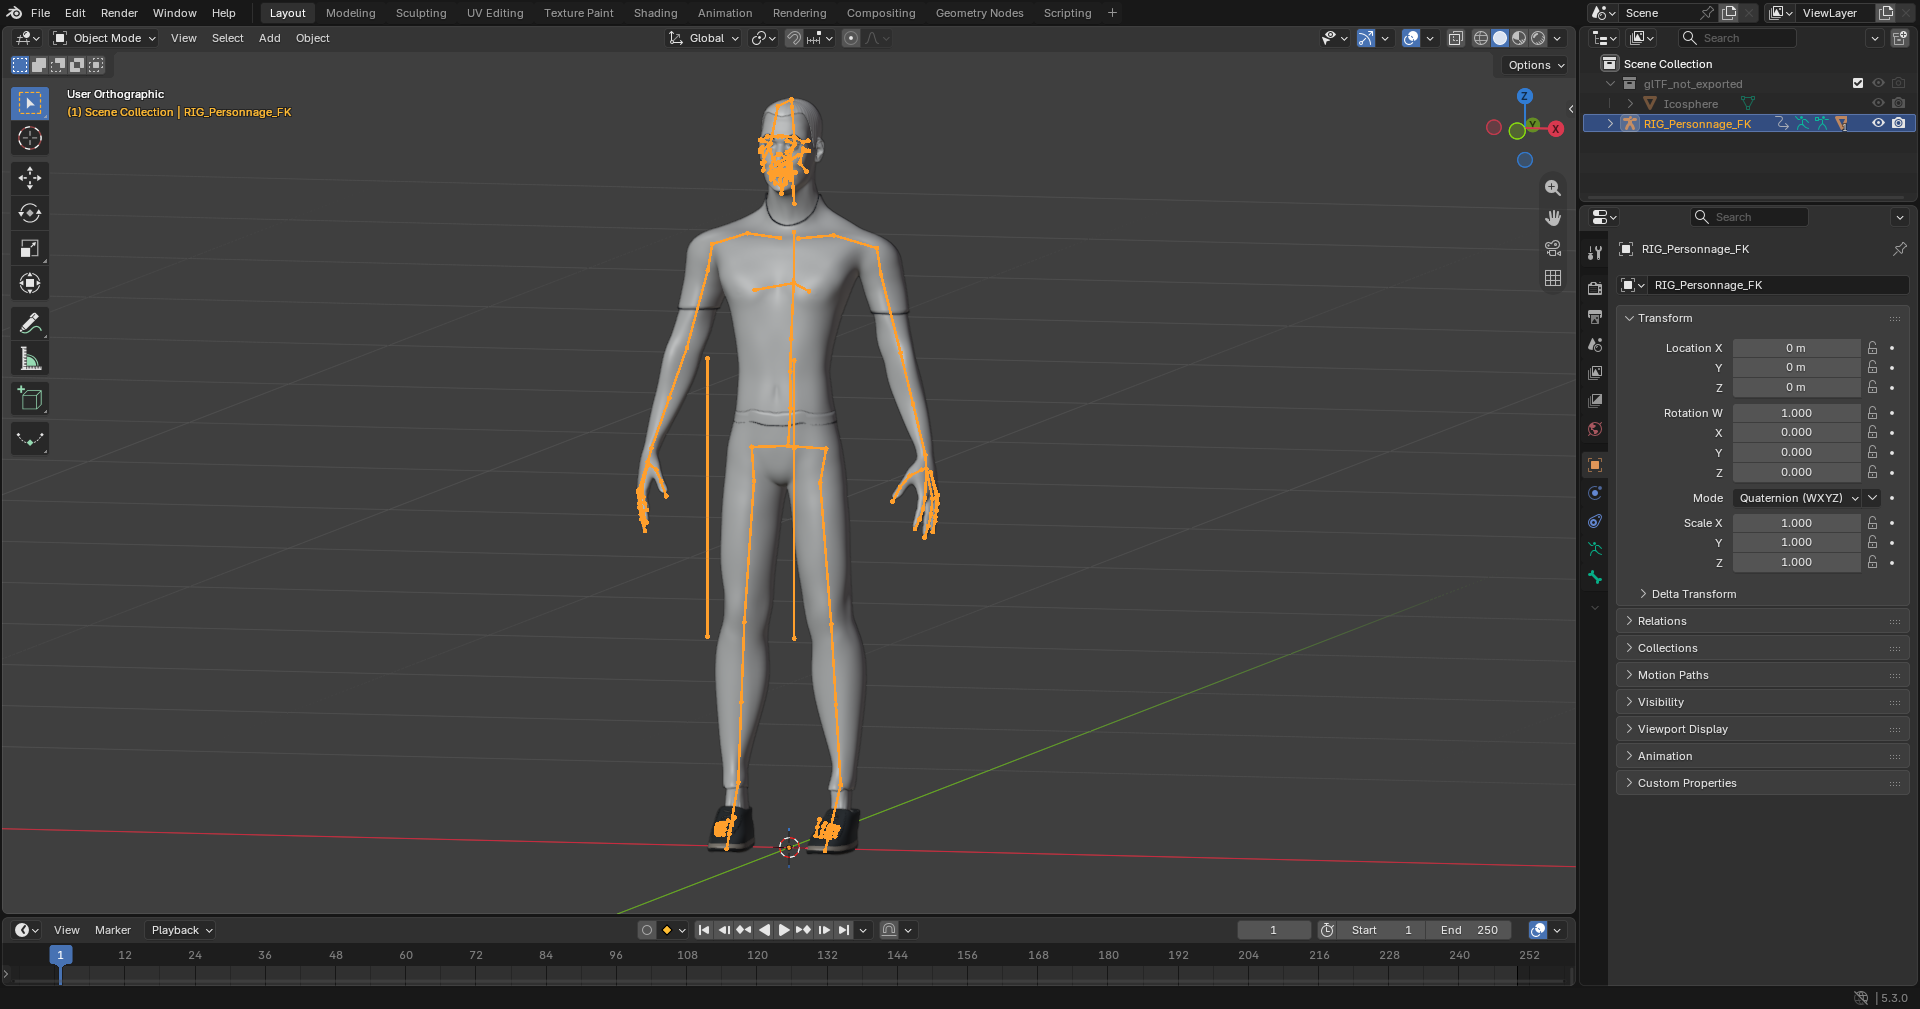 File Edit Render Window Help Layout Modeling Sculpting UV Editing Texture Paint Shading Animation Rendering Compositing Geometry Nodes Scripting
Scene ViewLayer
Object Mode View Select Add Object Global
Search
Options
User Orthographic
(1) Scene Collection | RIG_Personnage_FK
Z
Y
X
Scene Collection
glTF_not_exported
Icosphere
RIG_Personnage_FK
Search
RIG_Personnage_FK
RIG_Personnage_FK
Transform
Location X 0 m
Y 0 m
Z 0 m
Rotation W 1.000
X 0.000
Y 0.000
Z 0.000
Mode Quaternion (WXYZ)
Scale X 1.000
Y 1.000
Z 1.000
Delta Transform
Relations
Collections
Motion Paths
Visibility
Viewport Display
Animation
Custom Properties
View Marker Playback 1 Start 1 End 250
1 12 24 36 48 60 72 84 96 108 120 132 144 156 168 180 192 204 216 228 240 252
5.3.0